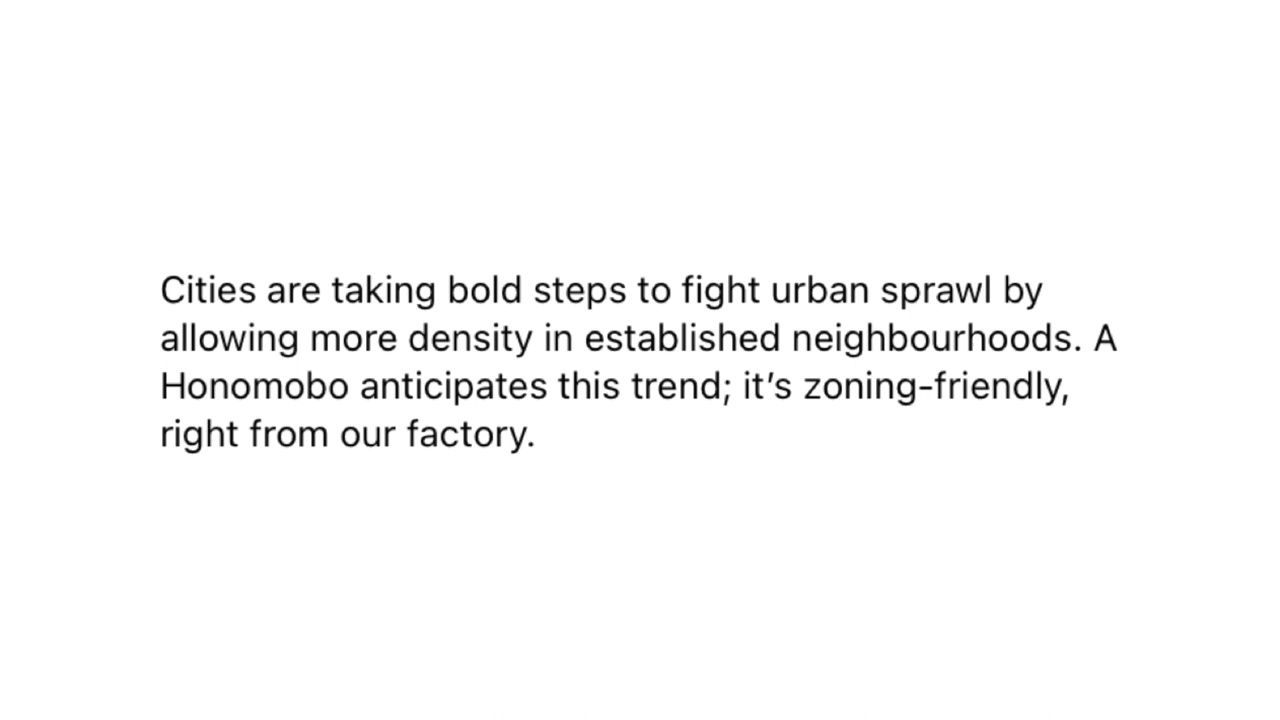 Cities are taking bold steps to fight urban sprawl by
allowing more density in established neighbourhoods. A
Honomobo anticipates this trend; it’s zoning-friendly,
right from our factory.